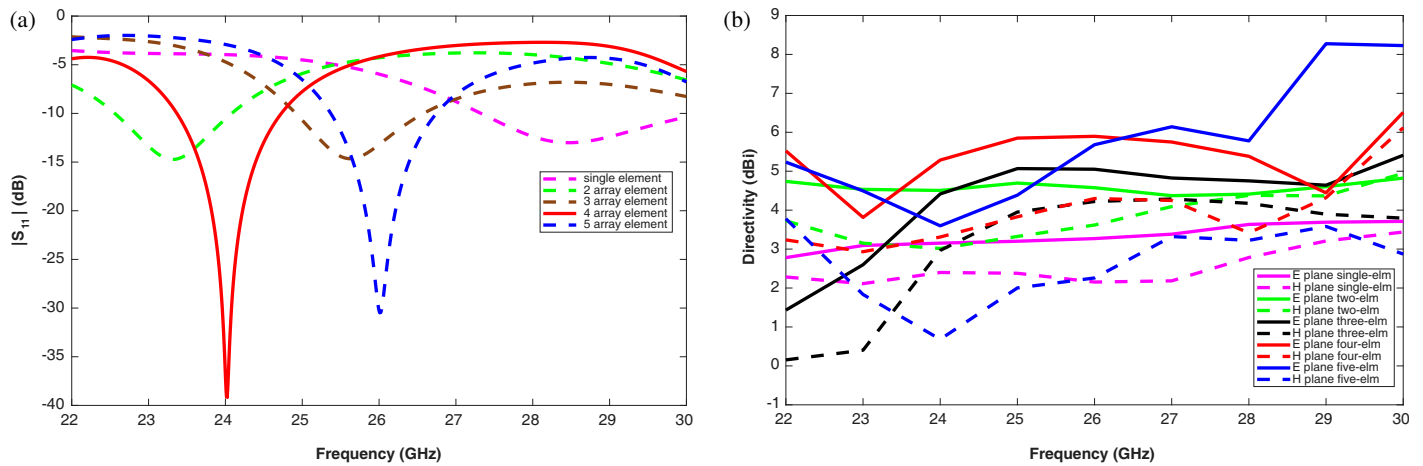 (a)
0
-5
-10
-15
-20
-25
-30
-35
-40
|S11| (dB)
single element
2 array element
3 array element
4 array element
5 array element
22 23 24 25 26 27 28 29 30
Frequency (GHz)
(b)
9
8
7
6
5
4
3
2
1
0
-1
Directivity (dBi)
E plane single-elm
H plane single-elm
E plane two-elm
H plane two-elm
E plane three-elm
H plane three-elm
E plane four-elm
H plane four-elm
E plane five-elm
H plane five-elm
22 23 24 25 26 27 28 29 30
Frequency (GHz)